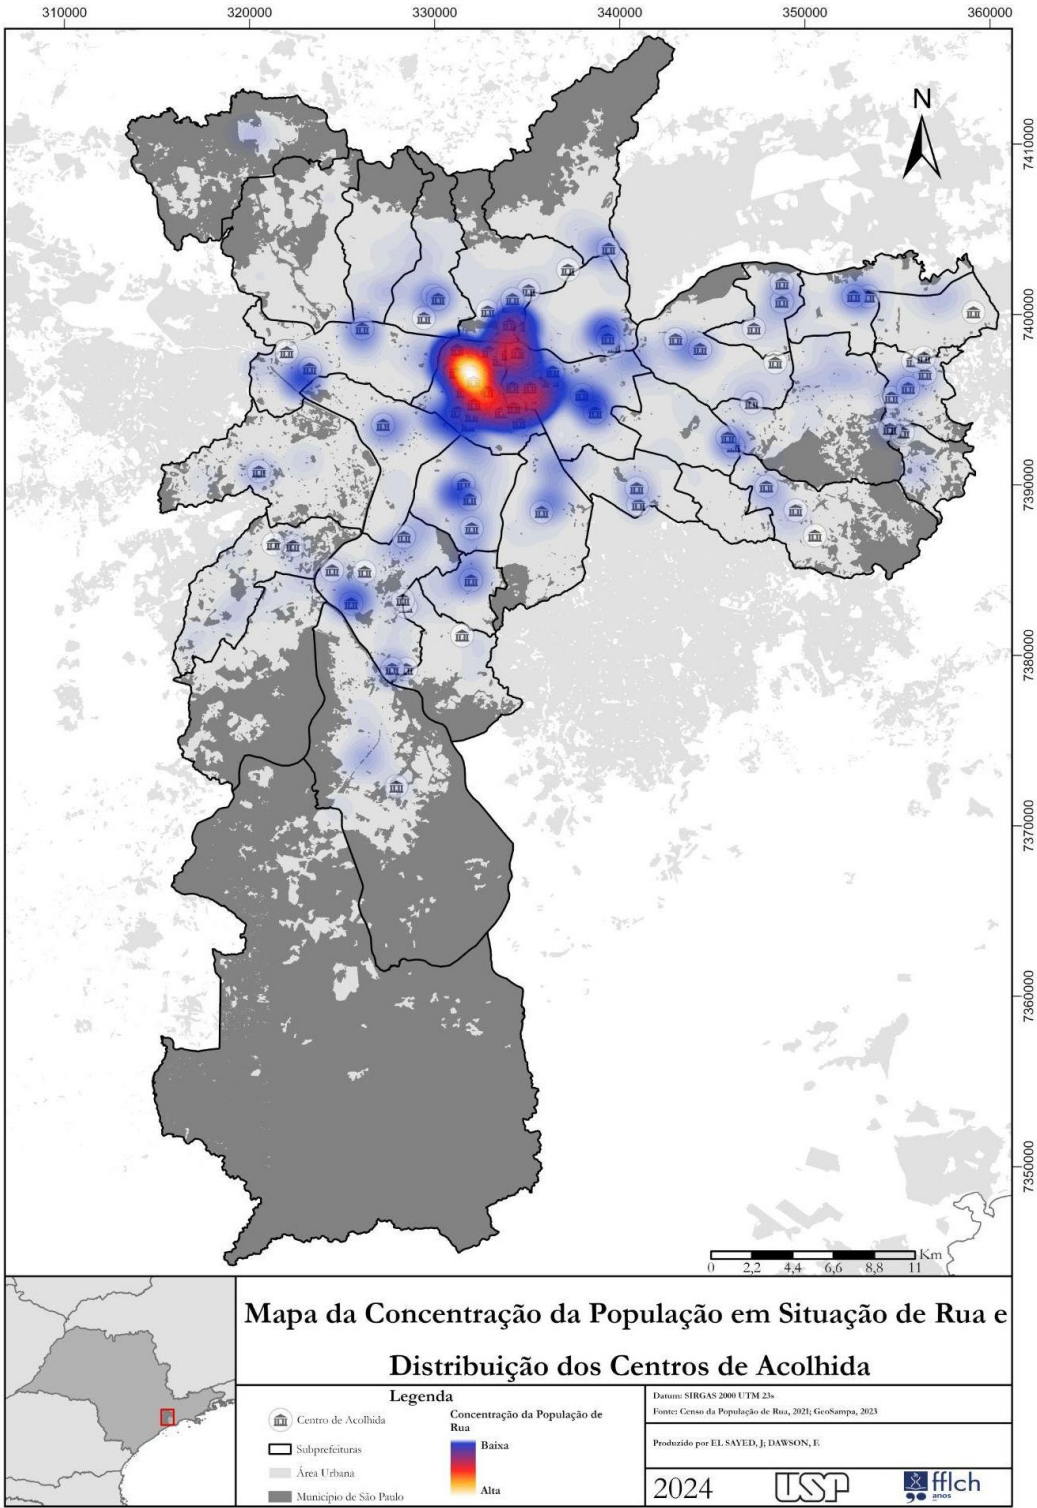 310000 320000 330000 340000 350000 360000
N
7410000
7400000
7390000
7380000
7370000
7360000
7350000
Km
0 2,2 4,4 6,6 8,8 11
Mapa da Concentração da População em Situação de Rua e
Distribuição dos Centros de Acolhida
Legenda
Centro de Acolhida
Subprefeituras
Área Urbana
Município de São Paulo
Concentração da População de
Rua
Baixa
Alta
Datum: SIRGAS 2000 UTM 23s
Fonte: Censo da População de Rua, 2021; GeoSampa, 2023
Produzido por EL SAYED, J; DAWSON, F.
2024
USP
fflch
90 anos